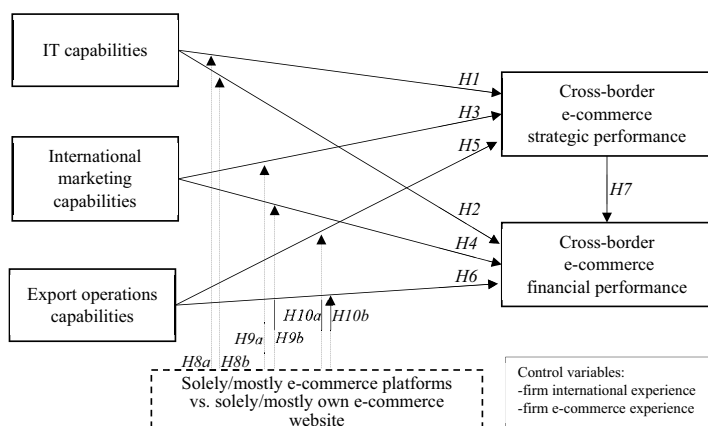 IT capabilities
H1
Cross-border
e-commerce
strategic performance
H3
H5
International
marketing
capabilities
H7
H2
H4
Cross-border
e-commerce
financial performance
H6
Export operations
capabilities
H10a
H10b
H9a
H9b
H8a
H8b
Solely/mostly e-commerce platforms
vs. solely/mostly own e-commerce
website
Control variables:
-firm international experience
-firm e-commerce experience